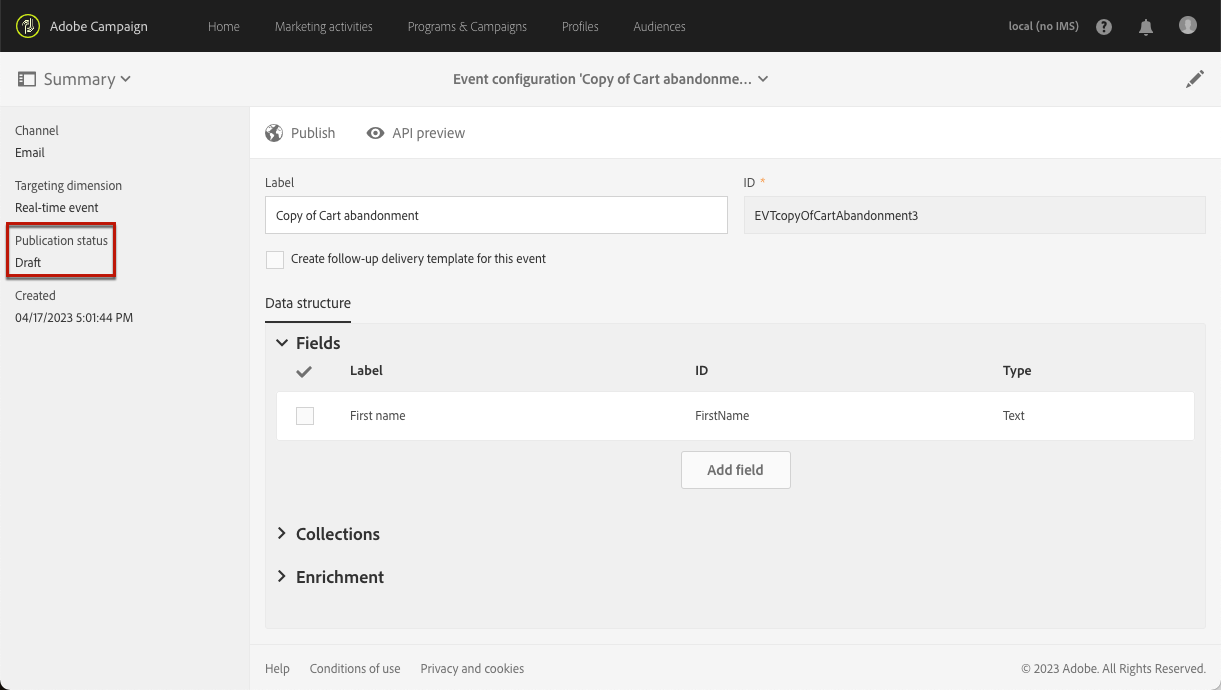 Adobe Campaign Home Marketing activities Programs & Campaigns Profiles Audiences local (no IMS)
Summary Event configuration 'Copy of Cart abandonme...
Channel
Email
Targeting dimension
Real-time event
Publication status
Draft
Created
04/17/2023 5:01:44 PM
Publish API preview
Label ID *
Copy of Cart abandonment EVTcopyOfCartAbandonment3
Create follow-up delivery template for this event
Data structure
Fields
Label ID Type
First name FirstName Text
Add field
Collections
Enrichment
Help Conditions of use Privacy and cookies © 2023 Adobe. All Rights Reserved.